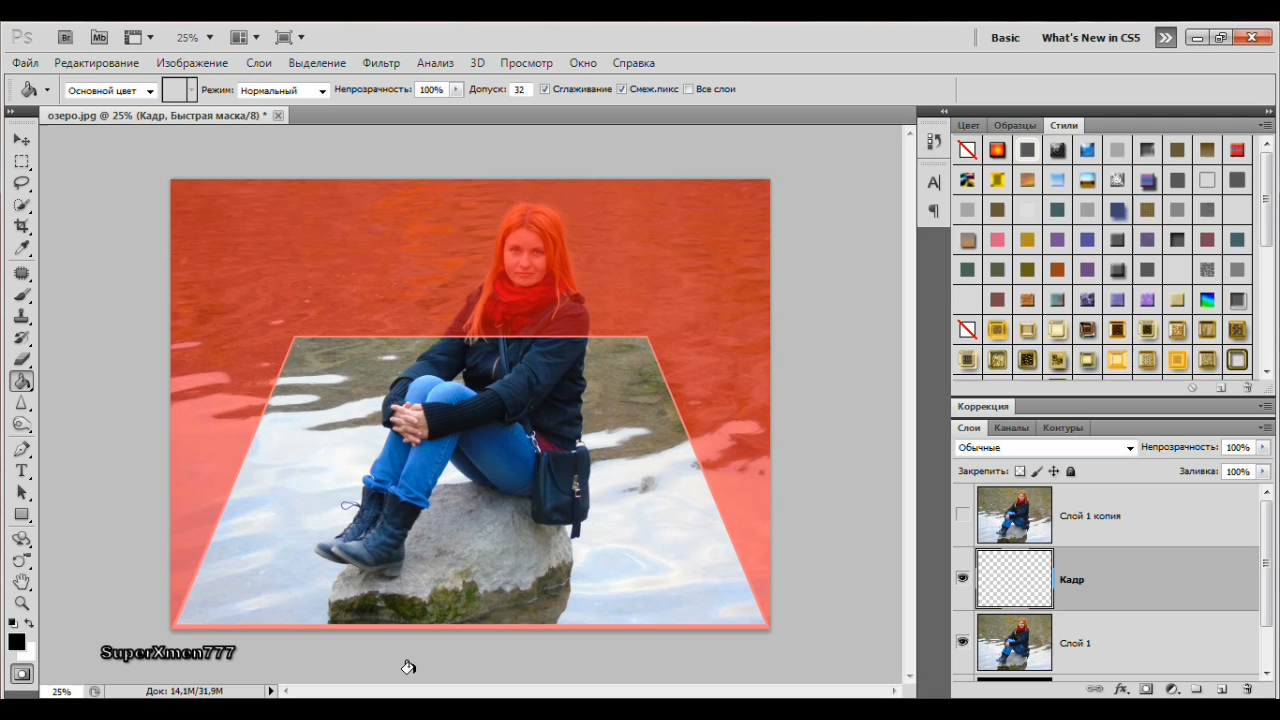 Ps Br Mb 25% Basic What's New in CS5
Файл Редактирование Изображение Слои Выделение Фильтр Анализ 3D Просмотр Окно Справка
Основной цвет Режим: Нормальный Непрозрачность: 100% Допуск: 32 Сглаживание Смеж.пикс Все слои
озеро.jpg @ 25% (Кадр, Быстрая маска/8) *
Цвет Образцы Стили
Коррекция
Слои Каналы Контуры
Обычные Непрозрачность: 100%
Закрепить: Заливка: 100%
Слой 1 копия
Кадр
Слой 1
SuperXmen777
25% Док: 14,1M/31,9M